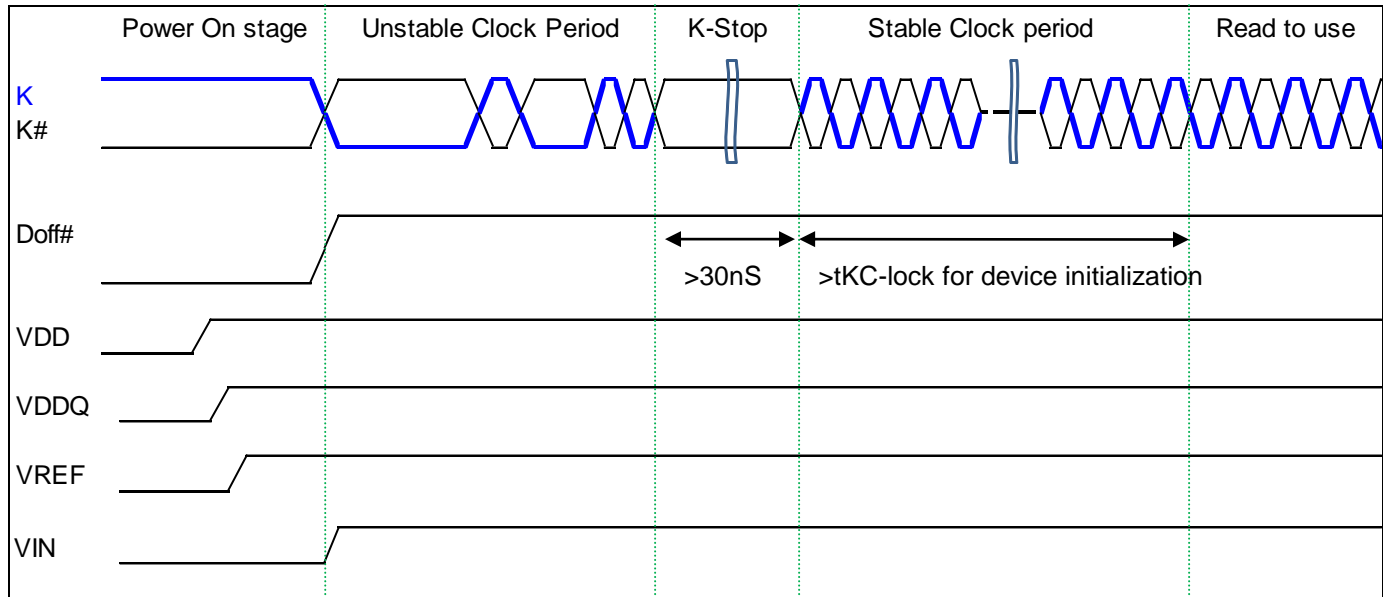 Power On stage
Unstable Clock Period
K-Stop
Stable Clock period
Read to use
K
K#
Doff#
>30nS
>tKC-lock for device initialization
VDD
VDDQ
VREF
VIN